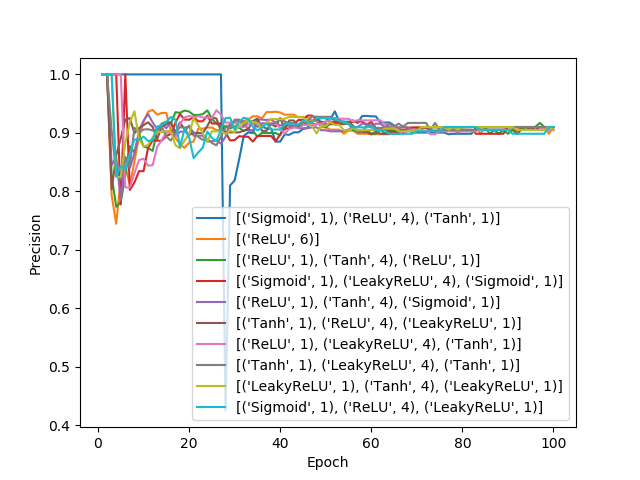 1.0
0.9
0.8
0.7
0.6
0.5
0.4
Precision
[('Sigmoid', 1), ('ReLU', 4), ('Tanh', 1)]
[('ReLU', 6)]
[('ReLU', 1), ('Tanh', 4), ('ReLU', 1)]
[('Sigmoid', 1), ('LeakyReLU', 4), ('Sigmoid', 1)]
[('ReLU', 1), ('Tanh', 4), ('Sigmoid', 1)]
[('Tanh', 1), ('ReLU', 4), ('LeakyReLU', 1)]
[('ReLU', 1), ('LeakyReLU', 4), ('Tanh', 1)]
[('Tanh', 1), ('LeakyReLU', 4), ('Tanh', 1)]
[('LeakyReLU', 1), ('Tanh', 4), ('LeakyReLU', 1)]
[('Sigmoid', 1), ('ReLU', 4), ('LeakyReLU', 1)]
0 20 40 60 80 100
Epoch